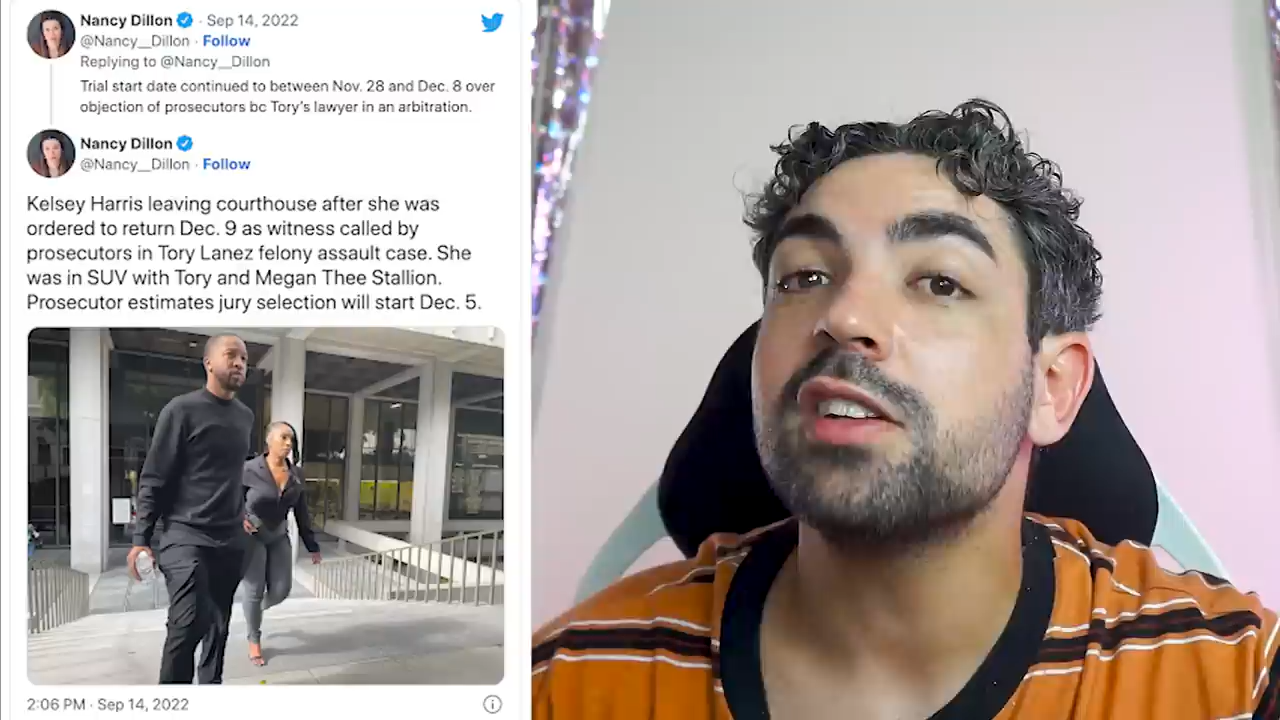 Nancy Dillon · Sep 14, 2022
@Nancy__Dillon · Follow
Replying to @Nancy__Dillon
Trial start date continued to between Nov. 28 and Dec. 8 over
objection of prosecutors bc Tory's lawyer in an arbitration.
Nancy Dillon
@Nancy__Dillon · Follow
Kelsey Harris leaving courthouse after she was
ordered to return Dec. 9 as witness called by
prosecutors in Tory Lanez felony assault case. She
was in SUV with Tory and Megan Thee Stallion.
Prosecutor estimates jury selection will start Dec. 5.
2:06 PM · Sep 14, 2022